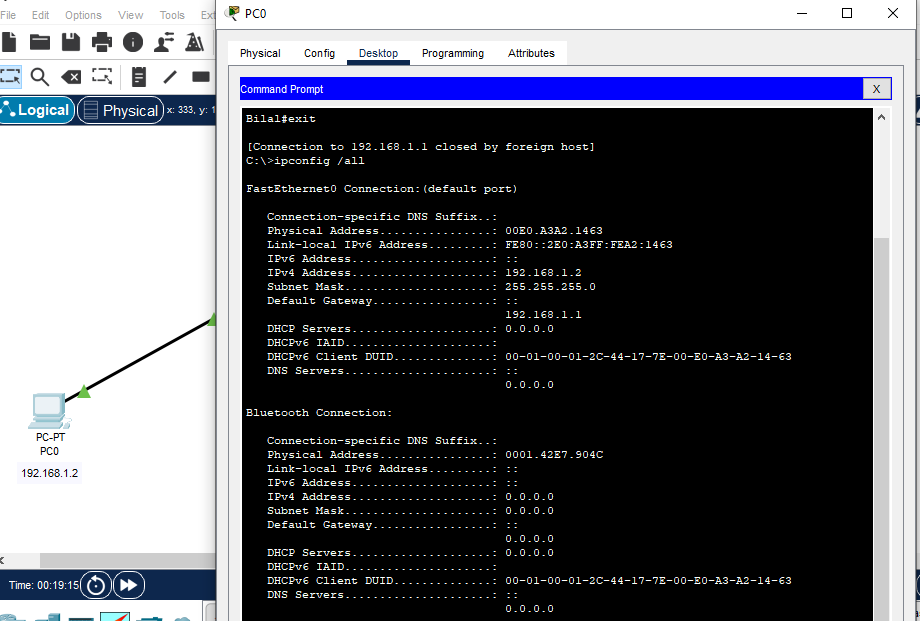 File Edit Options View Tools Ext
PC0
Physical Config Desktop Programming Attributes
Logical Physical x: 333, y: 1
Command Prompt X
Bilal#exit
[Connection to 192.168.1.1 closed by foreign host]
C:\>ipconfig /all
FastEthernet0 Connection:(default port)
Connection-specific DNS Suffix..:
Physical Address................: 00E0.A3A2.1463
Link-local IPv6 Address.........: FE80::2E0:A3FF:FEA2:1463
IPv6 Address....................: ::
IPv4 Address....................: 192.168.1.2
Subnet Mask.....................: 255.255.255.0
Default Gateway.................: ::
192.168.1.1
DHCP Servers....................: 0.0.0.0
DHCPv6 IAID.....................:
DHCPv6 Client DUID..............: 00-01-00-01-2C-44-17-7E-00-E0-A3-A2-14-63
DNS Servers.....................: ::
0.0.0.0
Bluetooth Connection:
Connection-specific DNS Suffix..:
Physical Address................: 0001.42E7.904C
Link-local IPv6 Address.........: ::
IPv6 Address....................: ::
IPv4 Address....................: 0.0.0.0
Subnet Mask.....................: 0.0.0.0
Default Gateway.................: ::
0.0.0.0
DHCP Servers....................: 0.0.0.0
DHCPv6 IAID.....................:
DHCPv6 Client DUID..............: 00-01-00-01-2C-44-17-7E-00-E0-A3-A2-14-63
DNS Servers.....................: ::
0.0.0.0
PC-PT
PC0
192.168.1.2
Time: 00:19:15